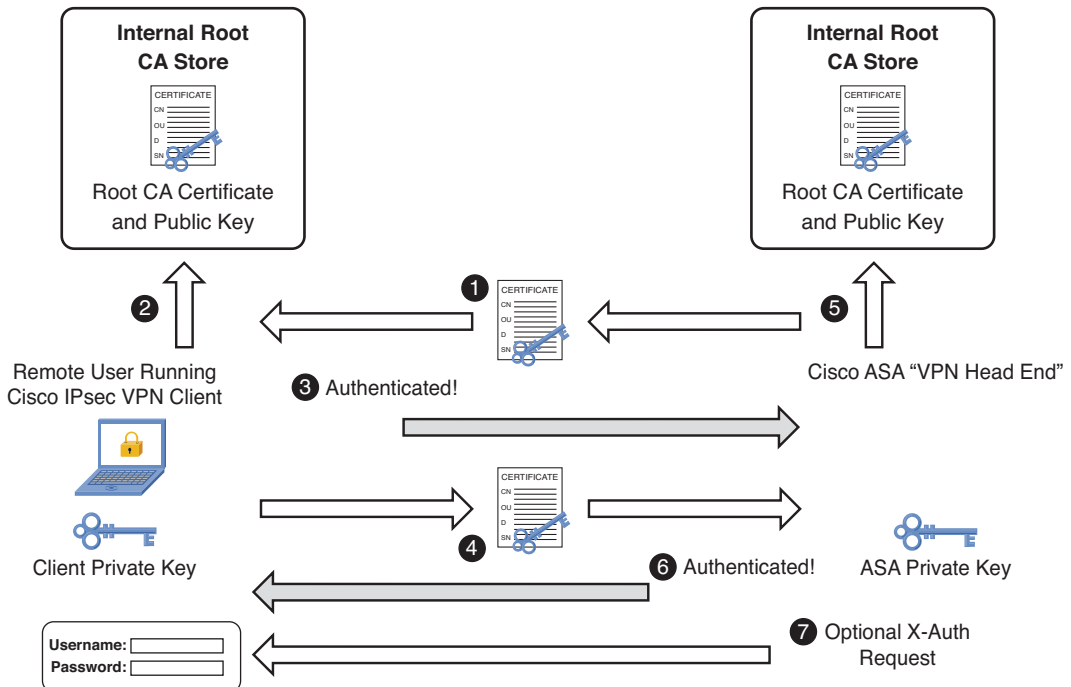 Internal Root
CA Store
CERTIFICATE
CN
OU
D
SN
Root CA Certificate
and Public Key
Internal Root
CA Store
CERTIFICATE
CN
OU
D
SN
Root CA Certificate
and Public Key
2
1
CERTIFICATE
CN
OU
D
SN
5
Remote User Running
Cisco IPsec VPN Client
3 Authenticated!
Cisco ASA “VPN Head End”
CERTIFICATE
CN
OU
D
SN
4
Client Private Key
6 Authenticated!
ASA Private Key
Username:
Password:
7 Optional X-Auth
Request